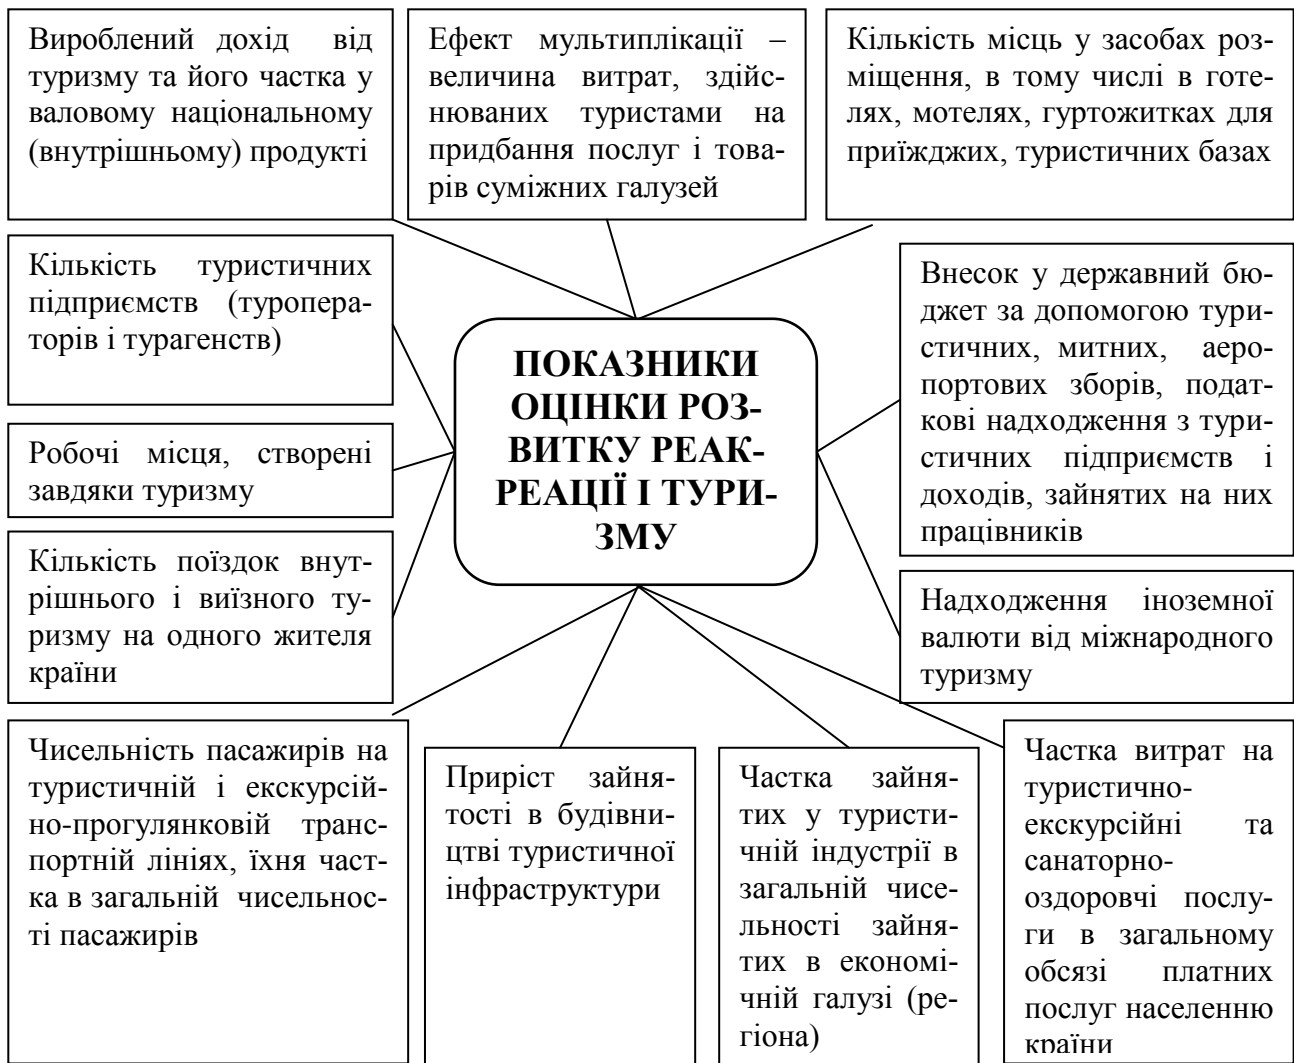 Вироблений дохід від
туризму та його частка у
валовому національному
(внутрішньому) продукті
Ефект мультиплікації –
величина витрат, здійс-
нюваних туристами на
придбання послуг і това-
рів суміжних галузей
Кількість місць у засобах роз-
міщення, в тому числі в готе-
лях, мотелях, гуртожитках для
приїжджих, туристичних базах
Кількість туристичних
підприємств (туропера-
торів і турагенств)
Робочі місця, створені
завдяки туризму
Кількість поїздок внут-
рішнього і виїзного ту-
ризму на одного жителя
країни
ПОКАЗНИКИ
ОЦІНКИ РОЗ-
ВИТКУ РЕАК-
РЕАЦІЇ І ТУРИ-
ЗМУ
Внесок у державний бю-
джет за допомогою тури-
стичних, митних, аеро-
портових зборів, подат-
кові надходження з тури-
стичних підприємств і
доходів, зайнятих на них
працівників
Надходження іноземної
валюти від міжнародного
туризму
Чисельність пасажирів на
туристичній і екскурсій-
но-прогулянковій транс-
портній лініях, їхня част-
ка в загальній чисельнос-
ті пасажирів
Приріст зайня-
тості в будівни-
цтві туристичної
інфраструктури
Частка зайня-
тих у туристи-
чній індустрії в
загальній чисе-
льності зайня-
тих в економі-
чній галузі (ре-
гіона)
Частка витрат на
туристично-
екскурсійні та
санаторно-
оздоровчі послу-
ги в загальному
обсязі платних
послуг населенню
країни